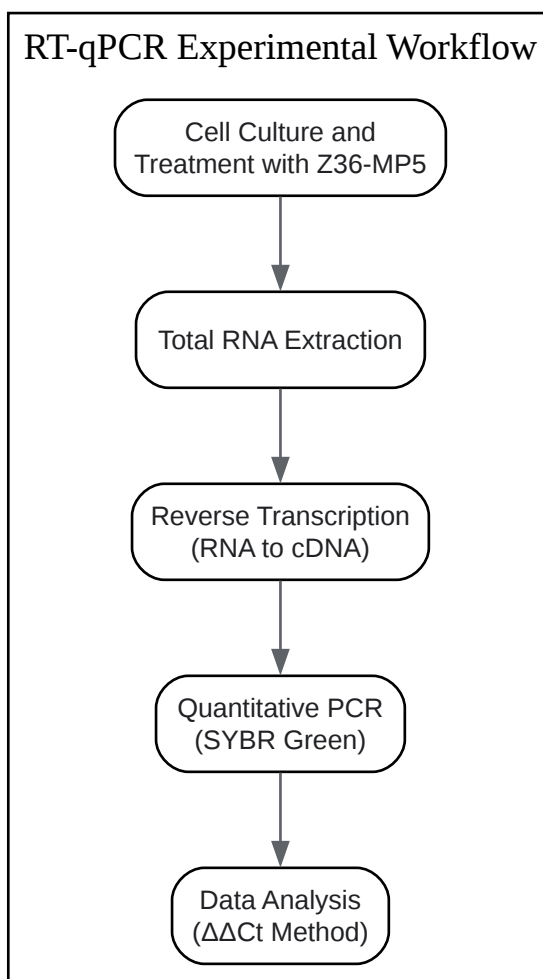 RT-qPCR Experimental Workflow
Cell Culture and
Treatment with Z36-MP5
Total RNA Extraction
Reverse Transcription
(RNA to cDNA)
Quantitative PCR
(SYBR Green)
Data Analysis
(ΔΔCt Method)